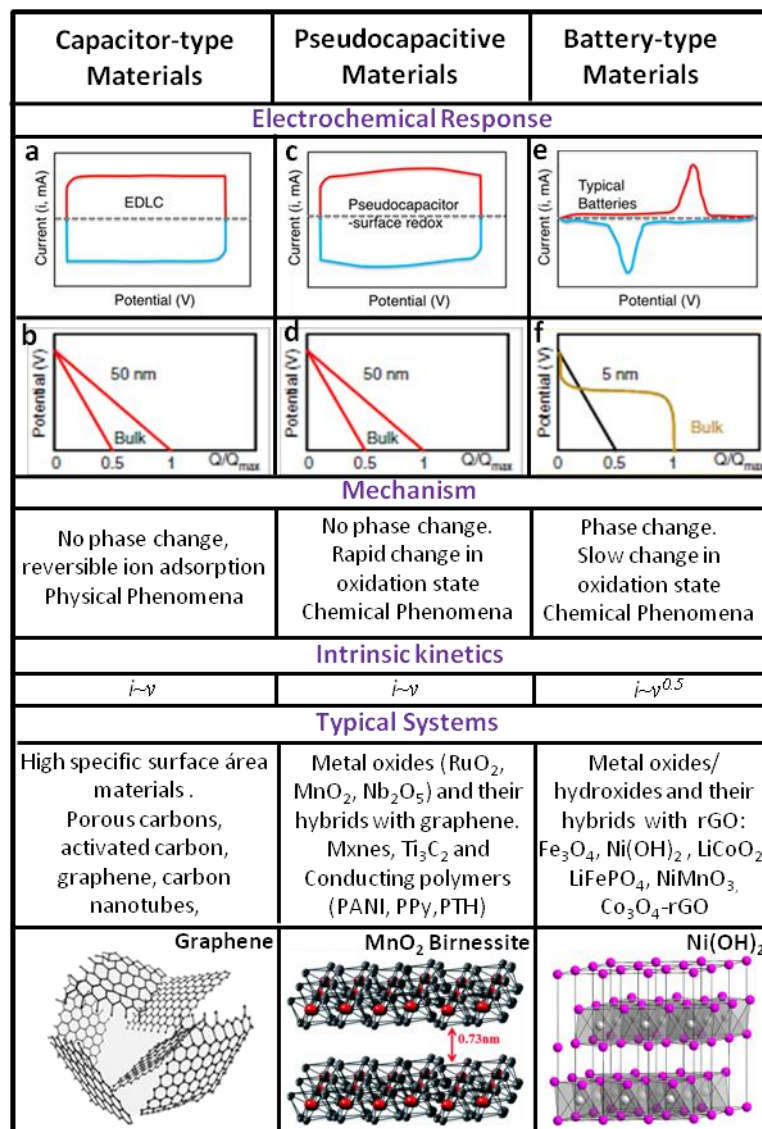 Capacitor-type
Materials
Pseudocapacitive
Materials
Battery-type
Materials
Electrochemical Response
a
Current (i, mA)
EDLC
Potential (V)
c
Current (i, mA)
Pseudocapacitor
-surface redox
Potential (V)
e
Current (i, mA)
Typical
Batteries
Potential (V)
b
Potential (V)
50 nm
Bulk
0 0.5 1 Q/Qmax
d
Potential (V)
50 nm
Bulk
0 0.5 1 Q/Qmax
f
Potential (V)
5 nm
Bulk
0 0.5 1 Q/Qmax
Mechanism
No phase change,
reversible ion adsorption
Physical Phenomena
No phase change.
Rapid change in
oxidation state
Chemical Phenomena
Phase change.
Slow change in
oxidation state
Chemical Phenomena
Intrinsic kinetics
i~v
i~v
i~v^0.5
Typical Systems
High specific surface área
materials .
Porous carbons,
activated carbon,
graphene, carbon
nanotubes,
Metal oxides (RuO₂,
MnO₂, Nb₂O₅) and their
hybrids with graphene.
Mxnes, Ti₃C₂ and
Conducting polymers
(PANI, PPy,PTH)
Metal oxides/
hydroxides and their
hybrids with rGO:
Fe₃O₄, Ni(OH)₂ , LiCoO₂
LiFePO₄, NiMnO₃,
Co₃O₄-rGO
Graphene
MnO₂ Birnessite
0.73nm
Ni(OH)₂